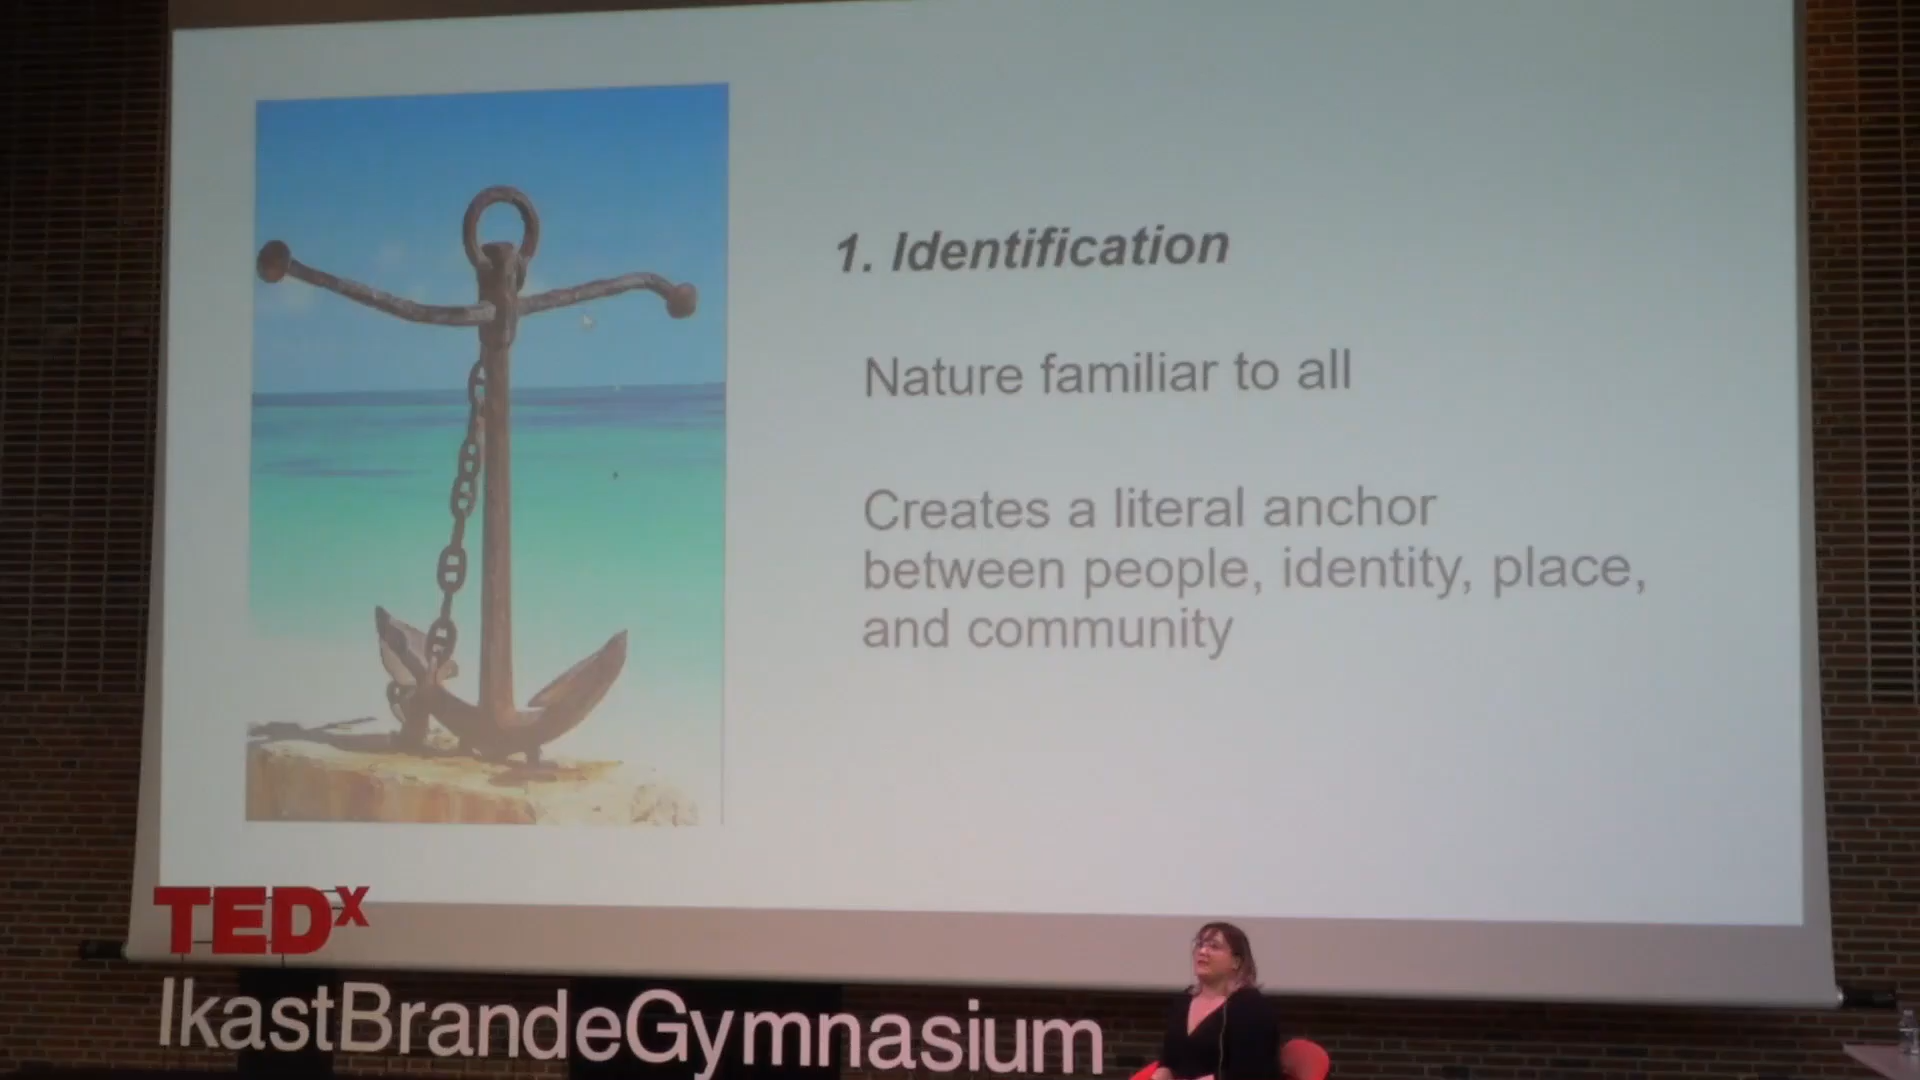 1. Identification
Nature familiar to all
Creates a literal anchor
between people, identity, place,
and community
TEDx
IkastBrandeGymnasium